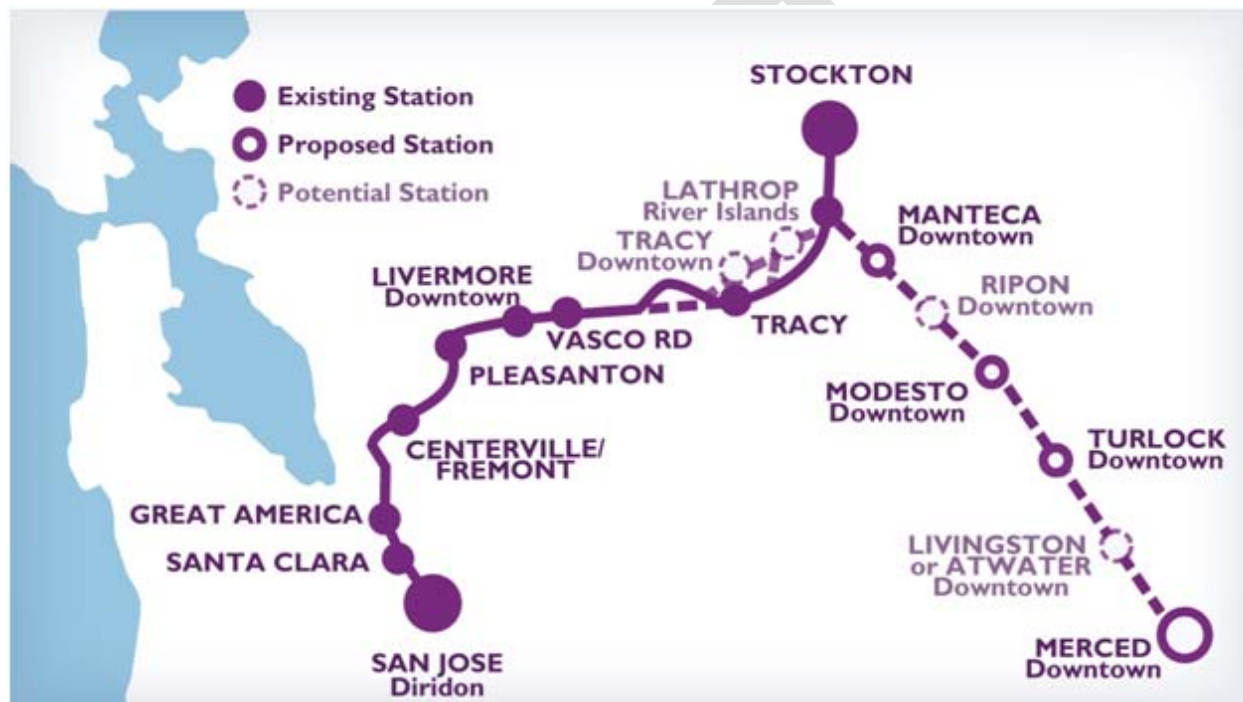 Existing Station
Proposed Station
Potential Station
STOCKTON
LATHROP
River Islands
TRACY
Downtown
MANTECA
Downtown
RIPON
Downtown
LIVERMORE
Downtown
VASCO RD
TRACY
PLEASANTON
MODESTO
Downtown
CENTERVILLE/
FREMONT
TURLOCK
Downtown
GREAT AMERICA
SANTA CLARA
LIVINGSTON
or ATWATER
Downtown
SAN JOSE
Diridon
MERCED
Downtown